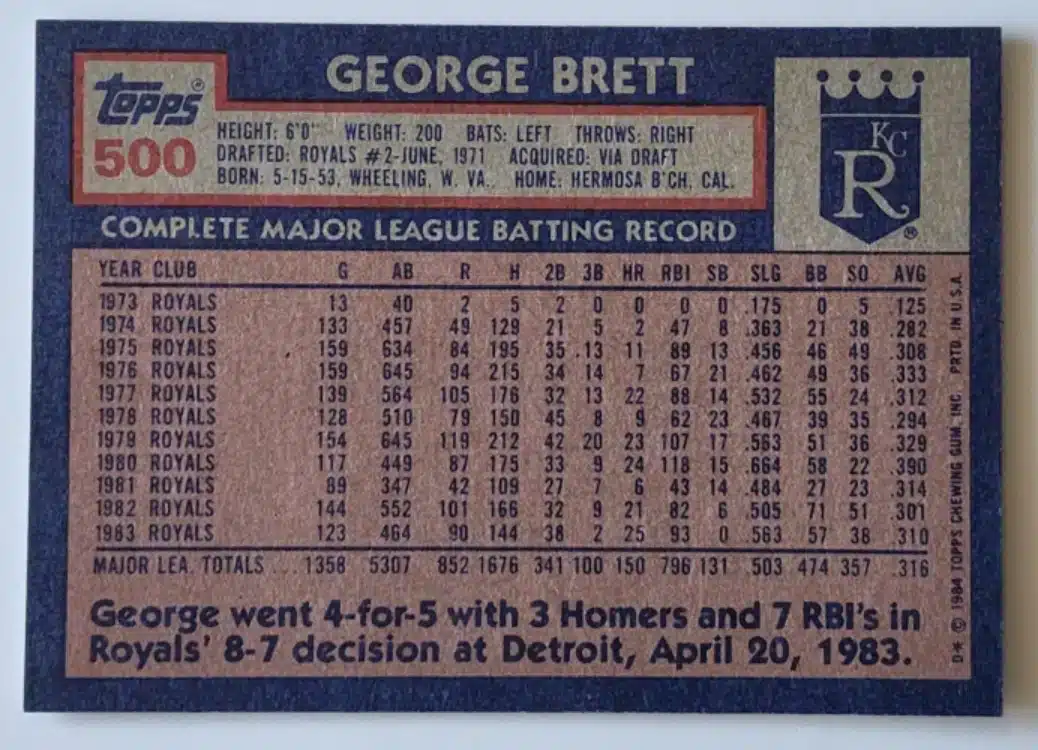 GEORGE BRETT
Topps®
500
HEIGHT: 6'0" WEIGHT: 200 BATS: LEFT THROWS: RIGHT
DRAFTED: ROYALS #2-JUNE, 1971 ACQUIRED: VIA DRAFT
BORN: 5-15-53, WHEELING, W. VA. HOME: HERMOSA B'CH, CAL.
KC
R®
COMPLETE MAJOR LEAGUE BATTING RECORD
YEAR CLUB G AB R H 2B 3B HR RBI SB SLG BB SO AVG
1973 ROYALS 13 40 2 5 2 0 0 0 0 .175 0 5 .125
1974 ROYALS 133 457 49 129 21 5 2 47 8 .363 21 38 .282
1975 ROYALS 159 634 84 195 35 13 11 89 13 .456 46 49 .308
1976 ROYALS 159 645 94 215 34 14 7 67 21 .462 49 36 .333
1977 ROYALS 139 564 105 176 32 13 22 88 14 .532 55 24 .312
1978 ROYALS 128 510 79 150 45 8 9 62 23 .467 39 35 .294
1979 ROYALS 154 645 119 212 42 20 23 107 17 .563 51 36 .329
1980 ROYALS 117 449 87 175 33 9 24 118 15 .664 58 22 .390
1981 ROYALS 89 347 42 109 27 7 6 43 14 .484 27 23 .314
1982 ROYALS 144 552 101 166 32 9 21 82 6 .505 71 51 .301
1983 ROYALS 123 464 90 144 38 2 25 93 0 .563 57 38 .310
MAJOR LEA. TOTALS ... 1358 5307 852 1676 341 100 150 796 131 .503 474 357 .316
George went 4-for-5 with 3 Homers and 7 RBI's in
Royals' 8-7 decision at Detroit, April 20, 1983.
D* © 1984 TOPPS CHEWING GUM, INC. PRTD. IN U.S.A.